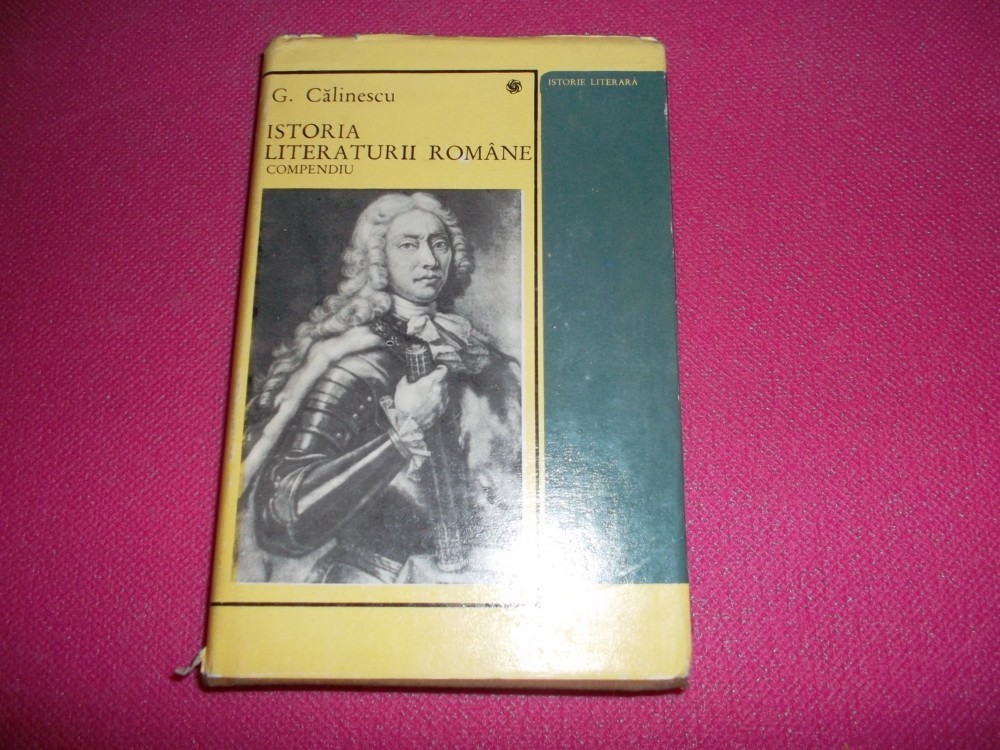 G. Călinescu
ISTORIE LITERARĂ
ISTORIA
LITERATURII ROMÂNE
COMPENDIU